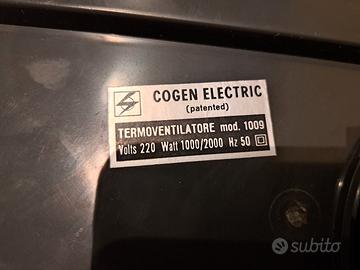 COGEN ELECTRIC
(patented)
TERMOVENTILATORE mod. 1009
Volts 220 Watt 1000/2000 Hz 50
subito